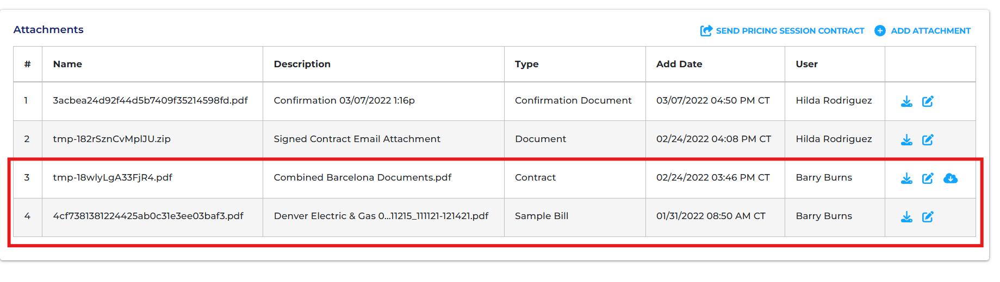 Attachments
SEND PRICING SESSION CONTRACT ADD ATTACHMENT
# Name Description Type Add Date User
1 3acbea24d92f44d5b7409f35214598fd.pdf Confirmation 03/07/2022 1:16p Confirmation Document 03/07/2022 04:50 PM CT Hilda Rodriguez
2 tmp-182rSznCvMplJU.zip Signed Contract Email Attachment Document 02/24/2022 04:08 PM CT Hilda Rodriguez
3 tmp-18wlyLgA33FjR4.pdf Combined Barcelona Documents.pdf Contract 02/24/2022 03:46 PM CT Barry Burns
4 4cf7381381224425ab0c31e3ee03baf3.pdf Denver Electric & Gas 0...11215_111121-121421.pdf Sample Bill 01/31/2022 08:50 AM CT Barry Burns